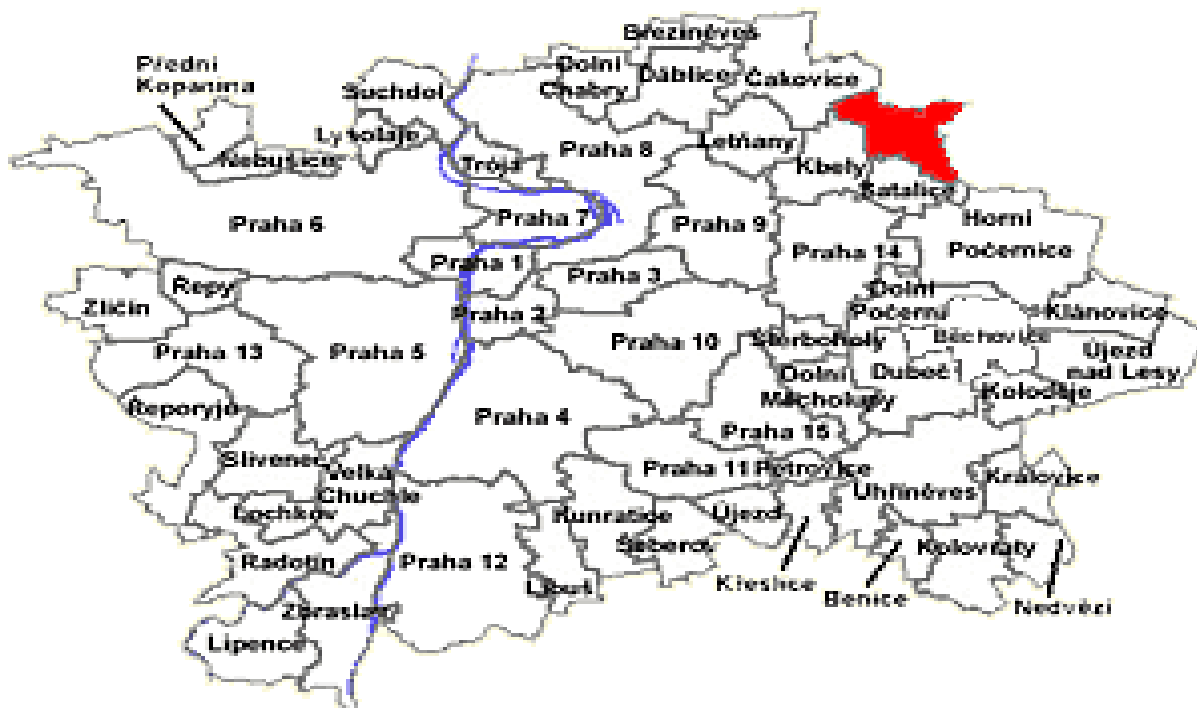 Březiněves
Přední
Kopanina
Dolní
Chabry
Ďáblice
Čakovice
Suchdol
Lysolaje
Nebušice
Troja
Praha 8
Letňany
Kbely
Satalice
Praha 6
Praha 7
Praha 9
Horní
Počernice
Praha 14
Praha 1
Praha 3
Řepy
Zličín
Dolní
Počernice
Klánovice
Praha 2
Praha 13
Praha 5
Praha 10
Štěrboholy
Běchovice
Újezd
nad Lesy
Dubeč
Dolní
Měcholupy
Koloděje
Řeporyje
Praha 4
Praha 15
Slivenec
Velká
Chuchle
Praha 11
Petrovice
Královice
Uhříněves
Lochkov
Kunratice
Újezd
Šeberov
Kolovraty
Radotín
Praha 12
Libuš
Křeslice
Benice
Nedvězí
Zbraslav
Lipence